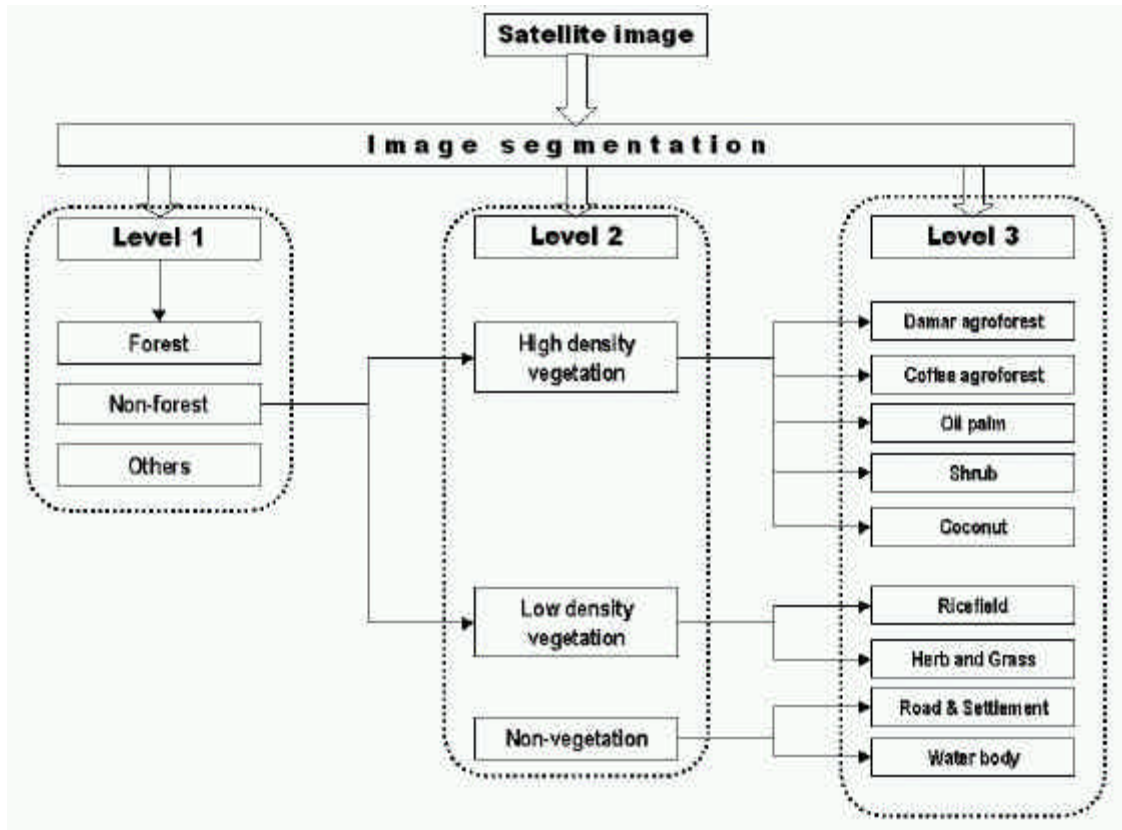 Satellite image
Image segmentation
Level 1
Level 2
Level 3
Forest
Non-forest
Others
High density
vegetation
Low density
vegetation
Non-vegetation
Damar agroforest
Coffee agroforest
Oil palm
Shrub
Coconut
Ricefield
Herb and Grass
Road & Settlement
Water body